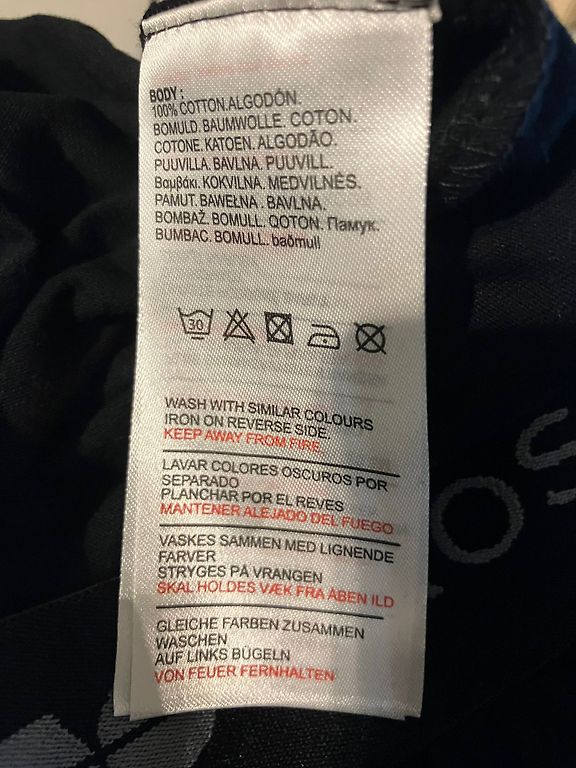 BODY :
100% COTTON.ALGODÓN.
BOMULD. BAUMWOLLE. COTON.
COTONE. KATOEN. ALGODÃO.
PUUVILLA. BAVLNA. PUUVILL.
Βαμβάκι. KOKVILNA. MEDVILNĖS.
PAMUT. BAWEŁNA . BAVLNA.
BOMBAŽ. BOMULL. QOTON. Памук.
BUMBAC. BOMULL. baðmull
30
WASH WITH SIMILAR COLOURS
IRON ON REVERSE SIDE.
KEEP AWAY FROM FIRE.
LAVAR COLORES OSCUROS POR
SEPARADO
PLANCHAR POR EL REVES
MANTENER ALEJADO DEL FUEGO
VASKES SAMMEN MED LIGNENDE
FARVER
STRYGES PÅ VRANGEN
SKAL HOLDES VÆK FRA ÅBEN ILD
GLEICHE FARBEN ZUSAMMEN
WASCHEN
AUF LINKS BÜGELN
VON FEUER FERNHALTEN
OS